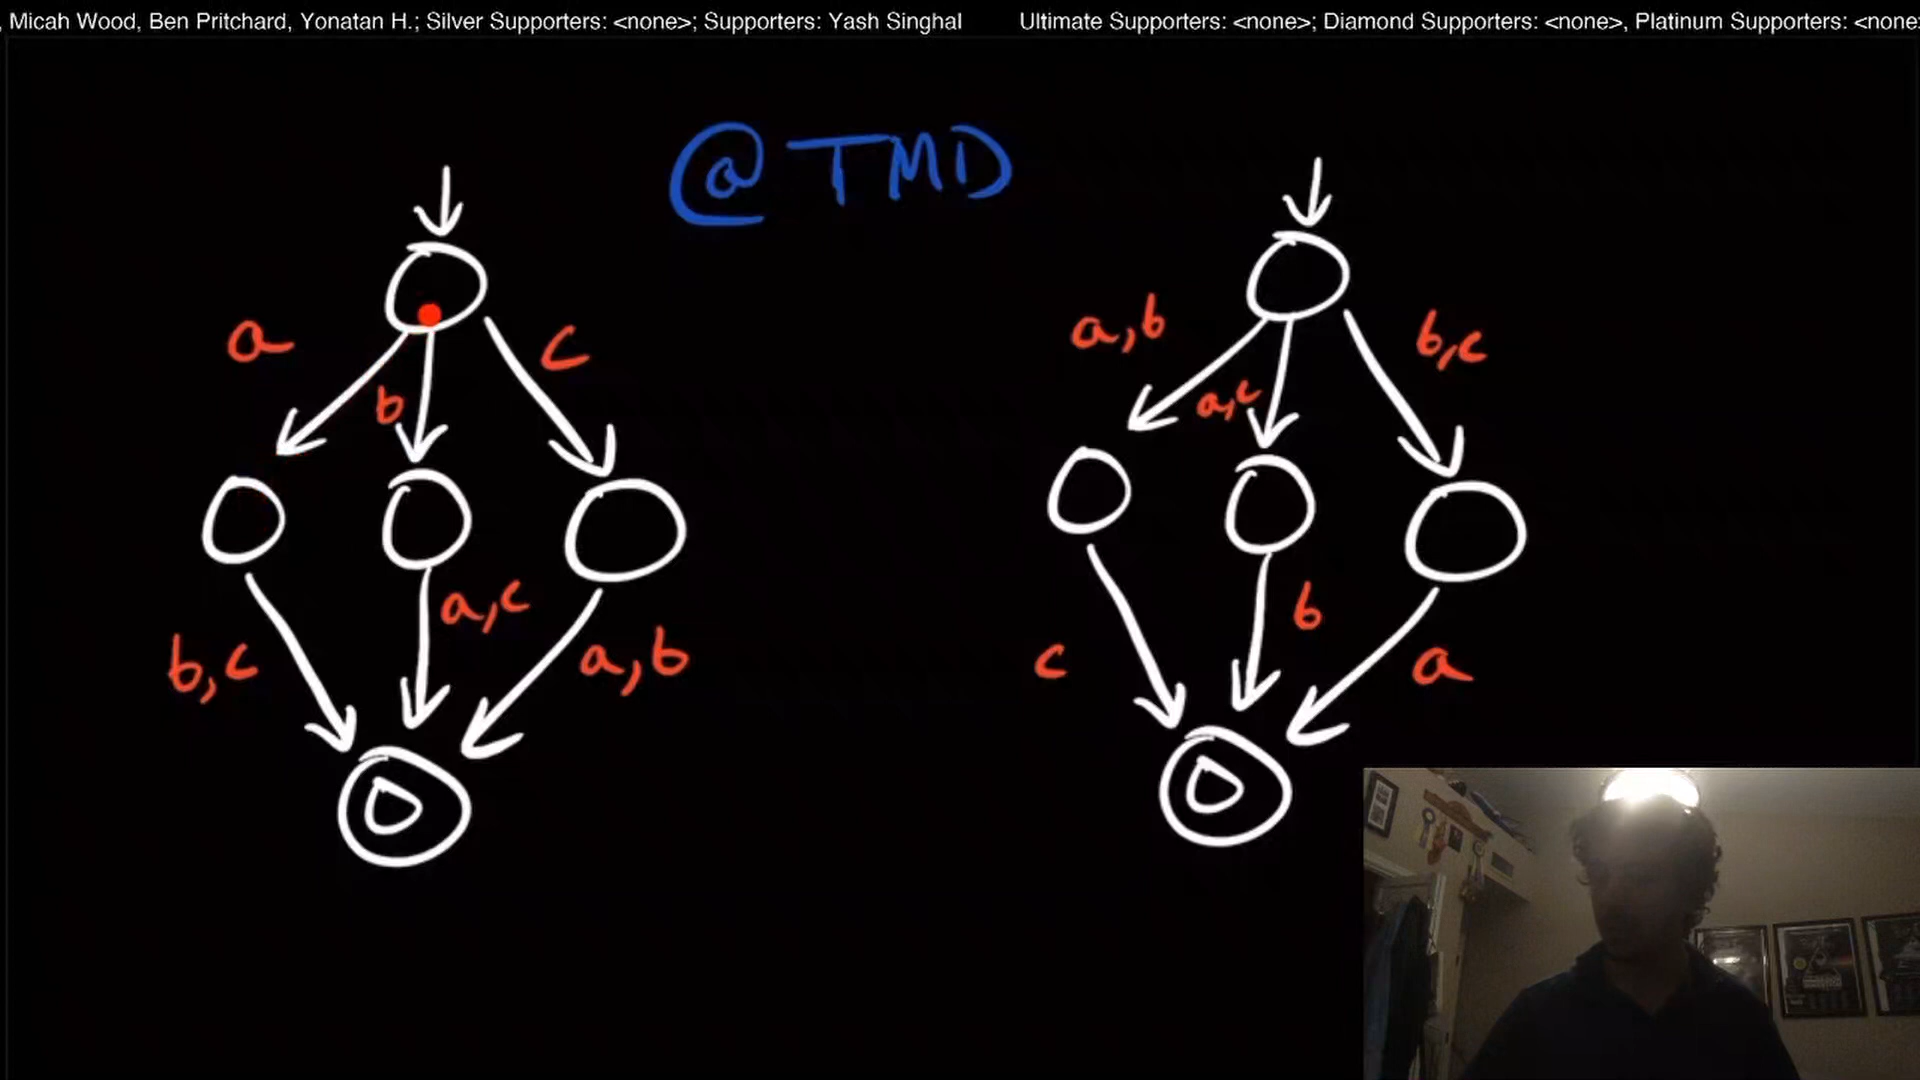 , Micah Wood, Ben Pritchard, Yonatan H.; Silver Supporters: <none>; Supporters: Yash Singhal Ultimate Supporters: <none>; Diamond Supporters: <none>, Platinum Supporters: <none>
@TMD
a
b
c
b,c
a,c
a,b
a,b
a,c
b,c
c
b
a